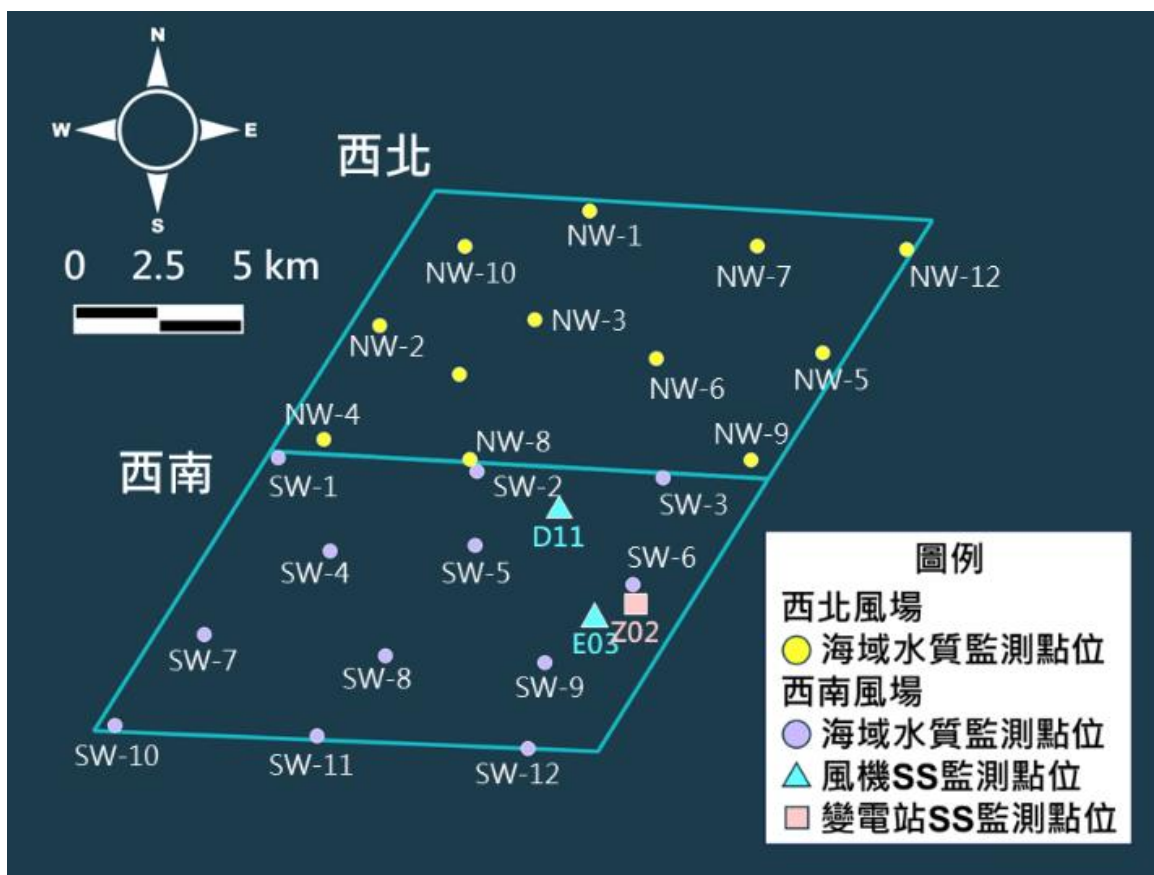 N
W
E
S
0 2.5 5 km
西北
NW-1
NW-10
NW-7
NW-12
NW-3
NW-2
NW-6
NW-5
NW-4
NW-8
NW-9
西南
SW-1
SW-2
SW-3
D11
SW-4
SW-5
SW-6
E03
Z02
SW-7
SW-8
SW-9
SW-10
SW-11
SW-12
圖例
西北風場
海域水質監測點位
西南風場
海域水質監測點位
風機SS監測點位
變電站SS監測點位